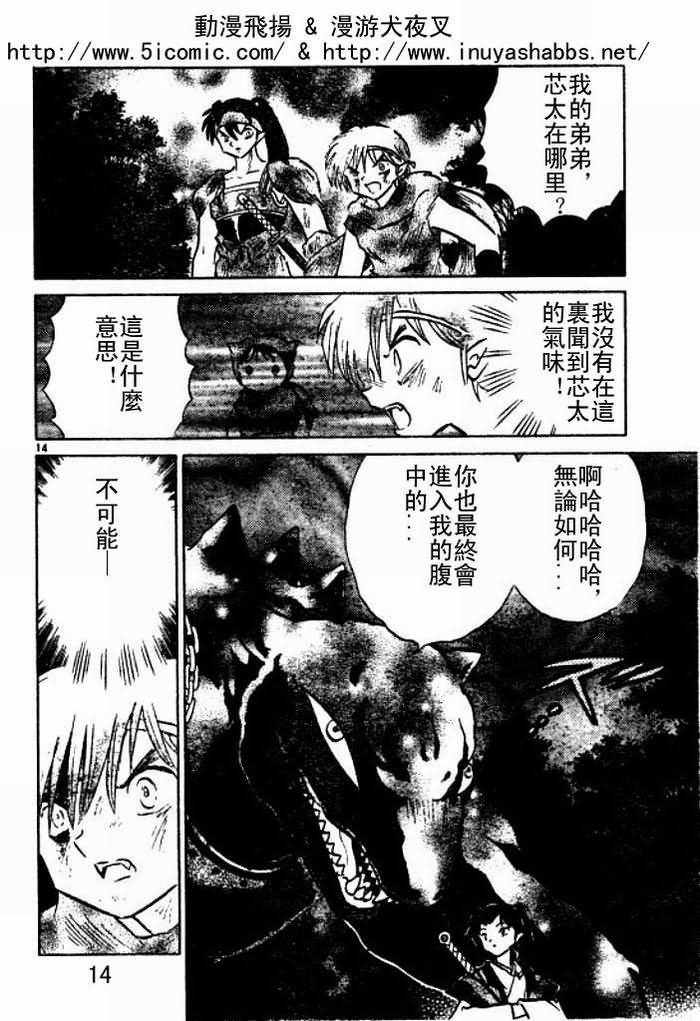 動漫飛揚 & 漫游犬夜叉
http://www.5icomic.com/ & http://www.inuyashabbs.net/
我的弟弟，
芯太在哪里？
我沒有在這
裏聞到芯太
的氣味！
這是什麼
意思！
14
啊哈哈哈哈，
無論如何…
你也最終會
進入我的腹
中的…
不可能—
14